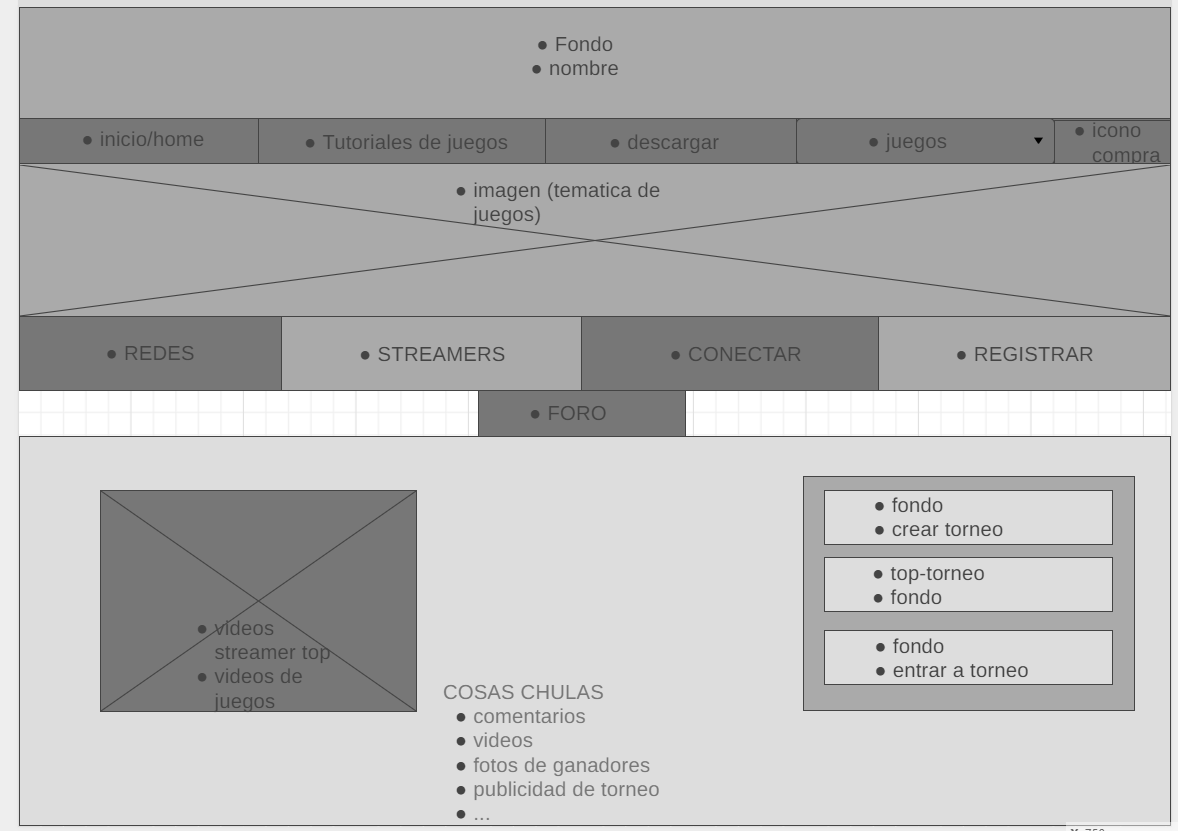 ● Fondo
● nombre
● inicio/home
● Tutoriales de juegos
● descargar
● juegos
● icono
compra
● imagen (tematica de
juegos)
● REDES
● STREAMERS
● CONECTAR
● REGISTRAR
● FORO
● videos
streamer top
● videos de
juegos
COSAS CHULAS
● comentarios
● videos
● fotos de ganadores
● publicidad de torneo
● ...
● fondo
● crear torneo
● top-torneo
● fondo
● fondo
● entrar a torneo